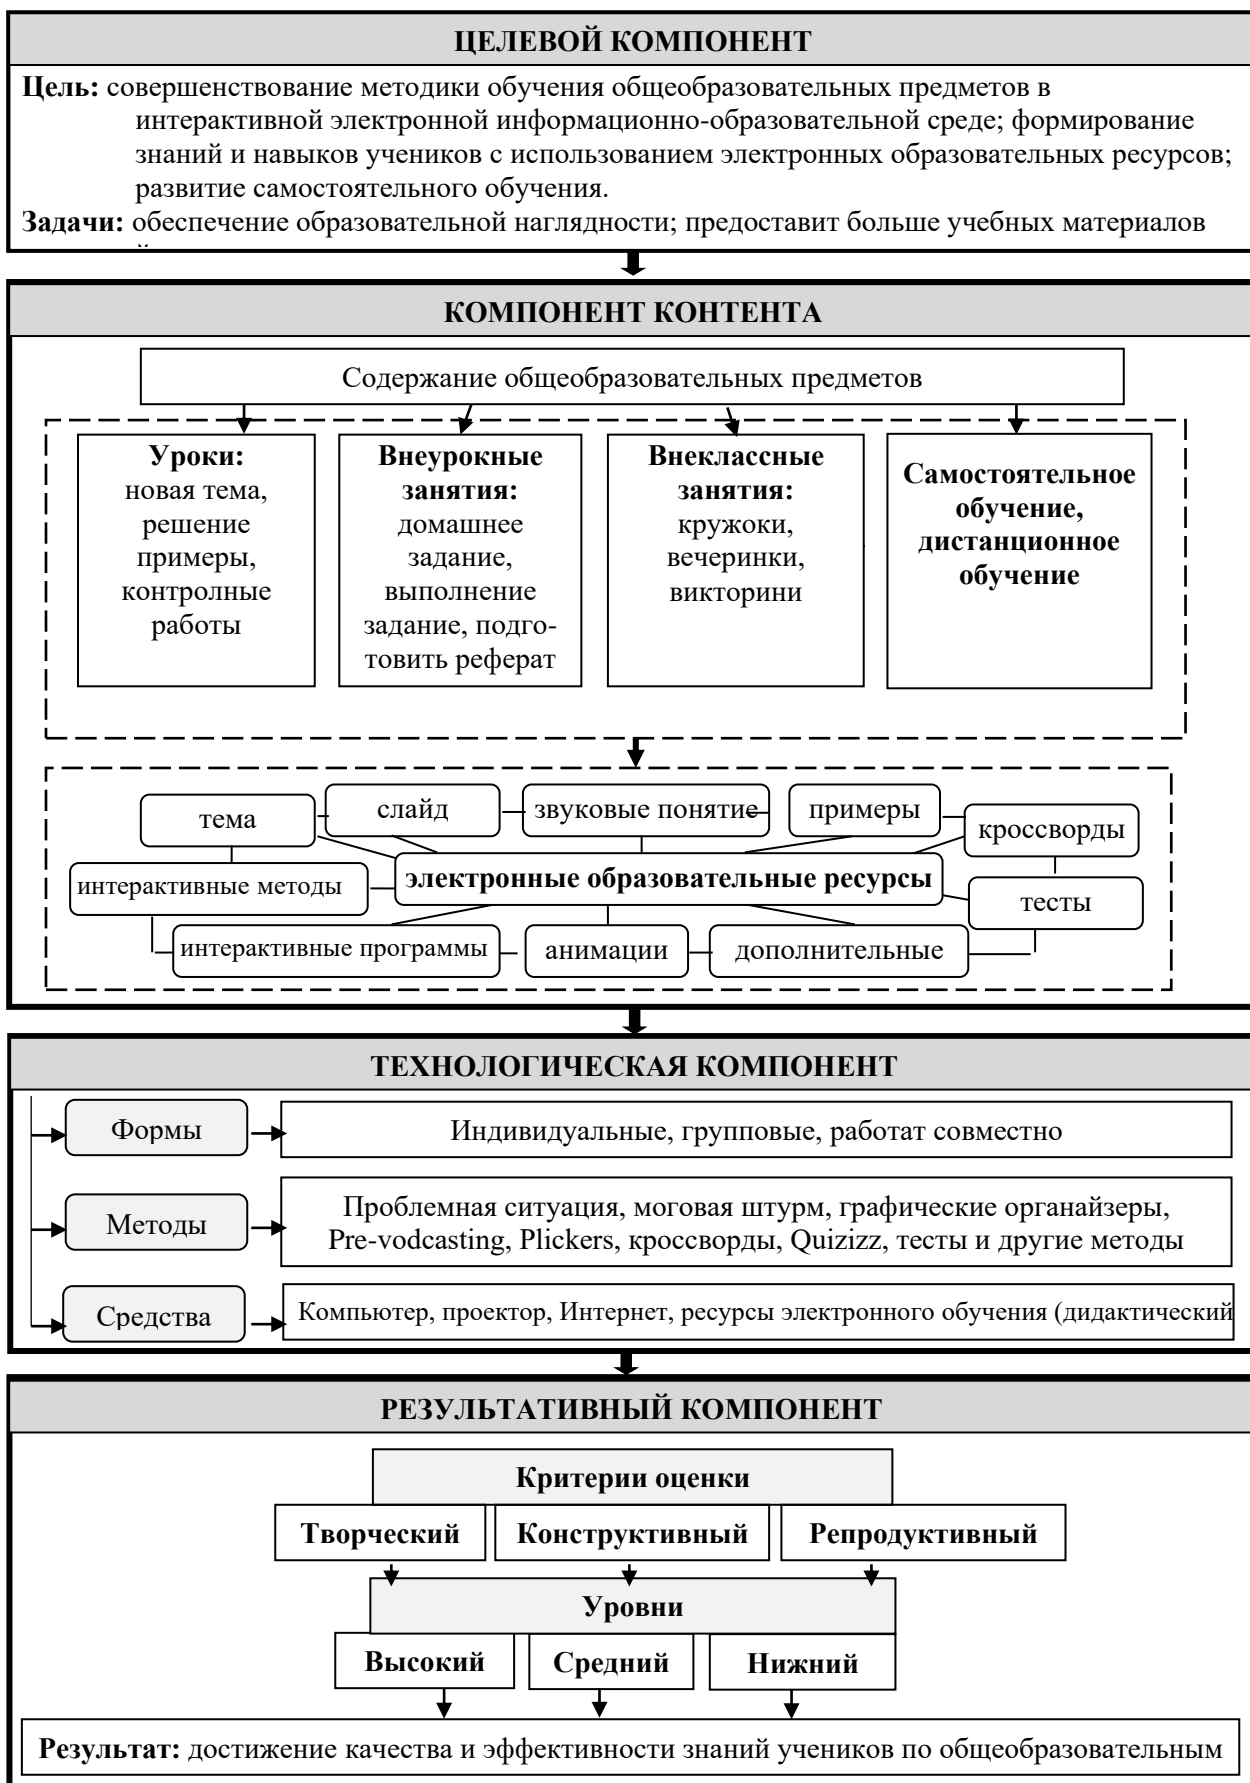 ЦЕЛЕВОЙ КОМПОНЕНТ
Цель: совершенствование методики обучения общеобразовательных предметов в
интерактивной электронной информационно-образовательной среде; формирование
знаний и навыков учеников с использованием электронных образовательных ресурсов;
развитие самостоятельного обучения.
Задачи: обеспечение образовательной наглядности; предоставит больше учебных материалов
КОМПОНЕНТ КОНТЕНТА
Содержание общеобразовательных предметов
Уроки:
новая тема,
решение
примеры,
контролные
работы
Внеурокные
занятия:
домашнее
задание,
выполнение
задание, подго-
товить реферат
Внеклассные
занятия:
кружоки,
вечеринки,
викторини
Самостоятельное
обучение,
дистанционное
обучение
тема
слайд
звуковые понятие
примеры
кроссворды
интерактивные методы
электронные образовательные ресурсы
тесты
интерактивные программы
анимации
дополнительные
ТЕХНОЛОГИЧЕСКАЯ КОМПОНЕНТ
Формы
Индивидуальные, групповые, работат совместно
Методы
Проблемная ситуация, моговая штурм, графические органайзеры,
Pre-vodcasting, Plickers, кроссворды, Quizizz, тесты и другие методы
Средства
Компьютер, проектор, Интернет, ресурсы электронного обучения (дидактический
РЕЗУЛЬТАТИВНЫЙ КОМПОНЕНТ
Критерии оценки
Творческий
Конструктивный
Репродуктивный
Уровни
Высокий
Средний
Нижний
Результат: достижение качества и эффективности знаний учеников по общеобразовательным